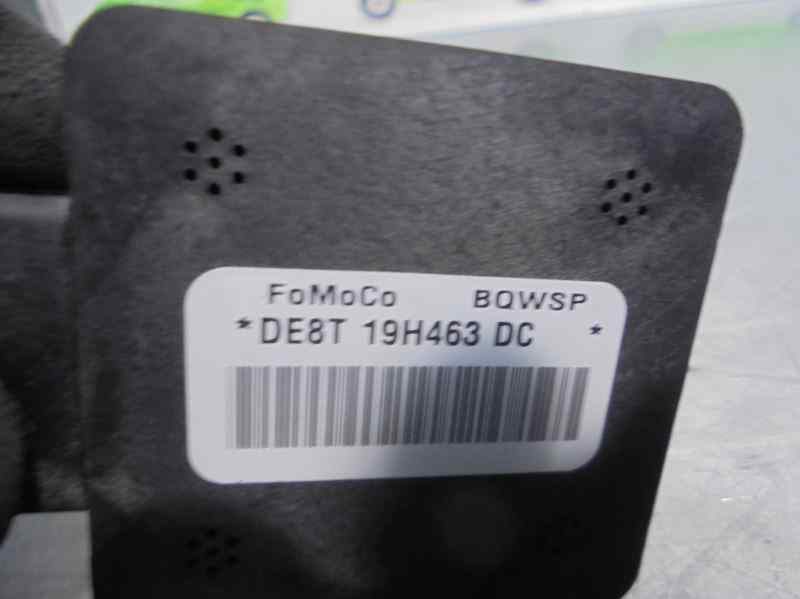 FoMoCo BQWSP
*DE8T 19H463 DC *